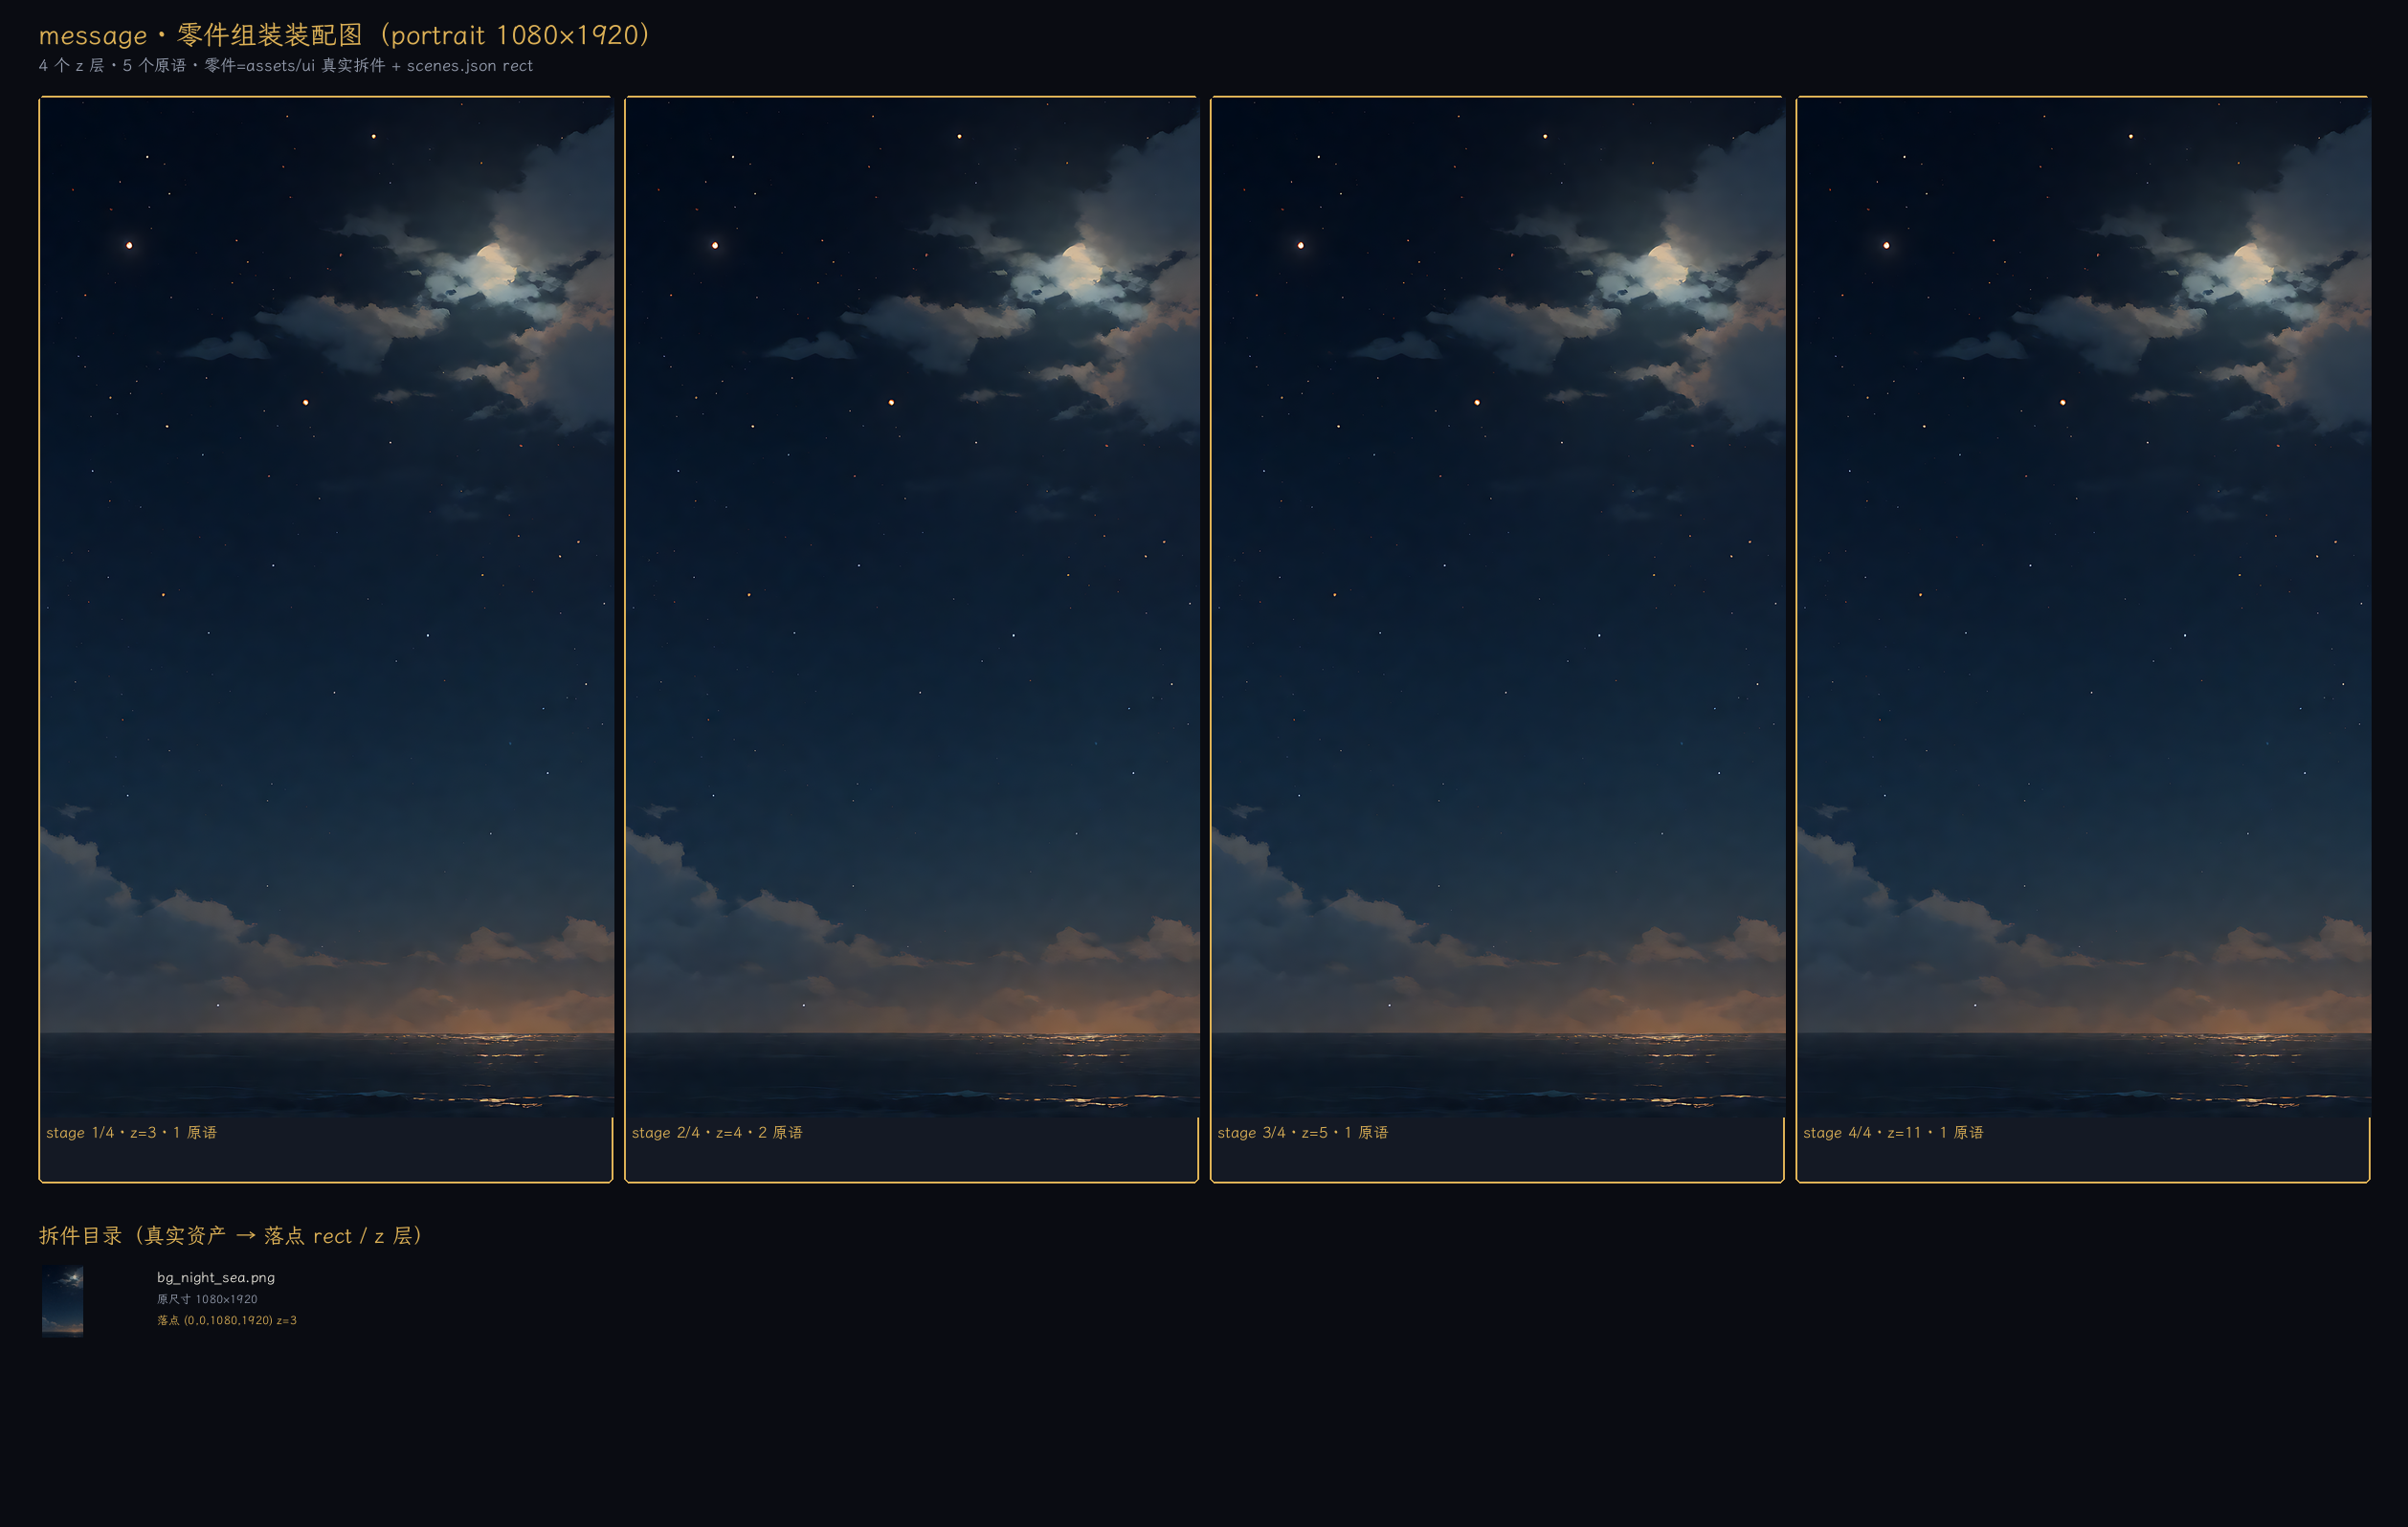 message・零件组装装配图（portrait 1080×1920）
4 个 z 层・5 个原语・零件=assets/ui 真实拆件 + scenes.json rect
stage 1/4・z=3・1 原语
stage 2/4・z=4・2 原语
stage 3/4・z=5・1 原语
stage 4/4・z=11・1 原语
拆件目录（真实资产 → 落点 rect / z 层）
bg_night_sea.png
原尺寸 1080×1920
落点 (0,0,1080,1920) z=3